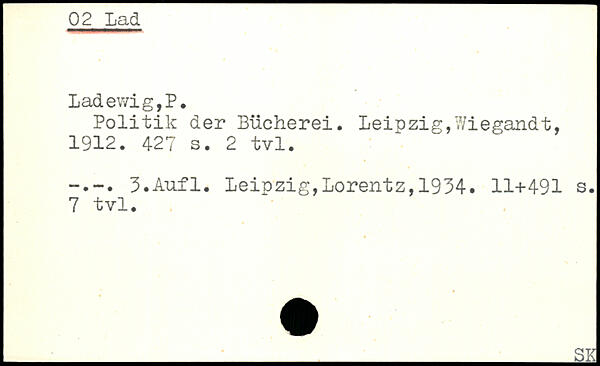 02 Lad
Ladewig,P.
Politik der Bücherei. Leipzig,Wiegandt,
1912. 427 s. 2 tvl.
-.-. 3.Aufl. Leipzig,Lorentz,1934. 11+491 s.
7 tvl.
SK